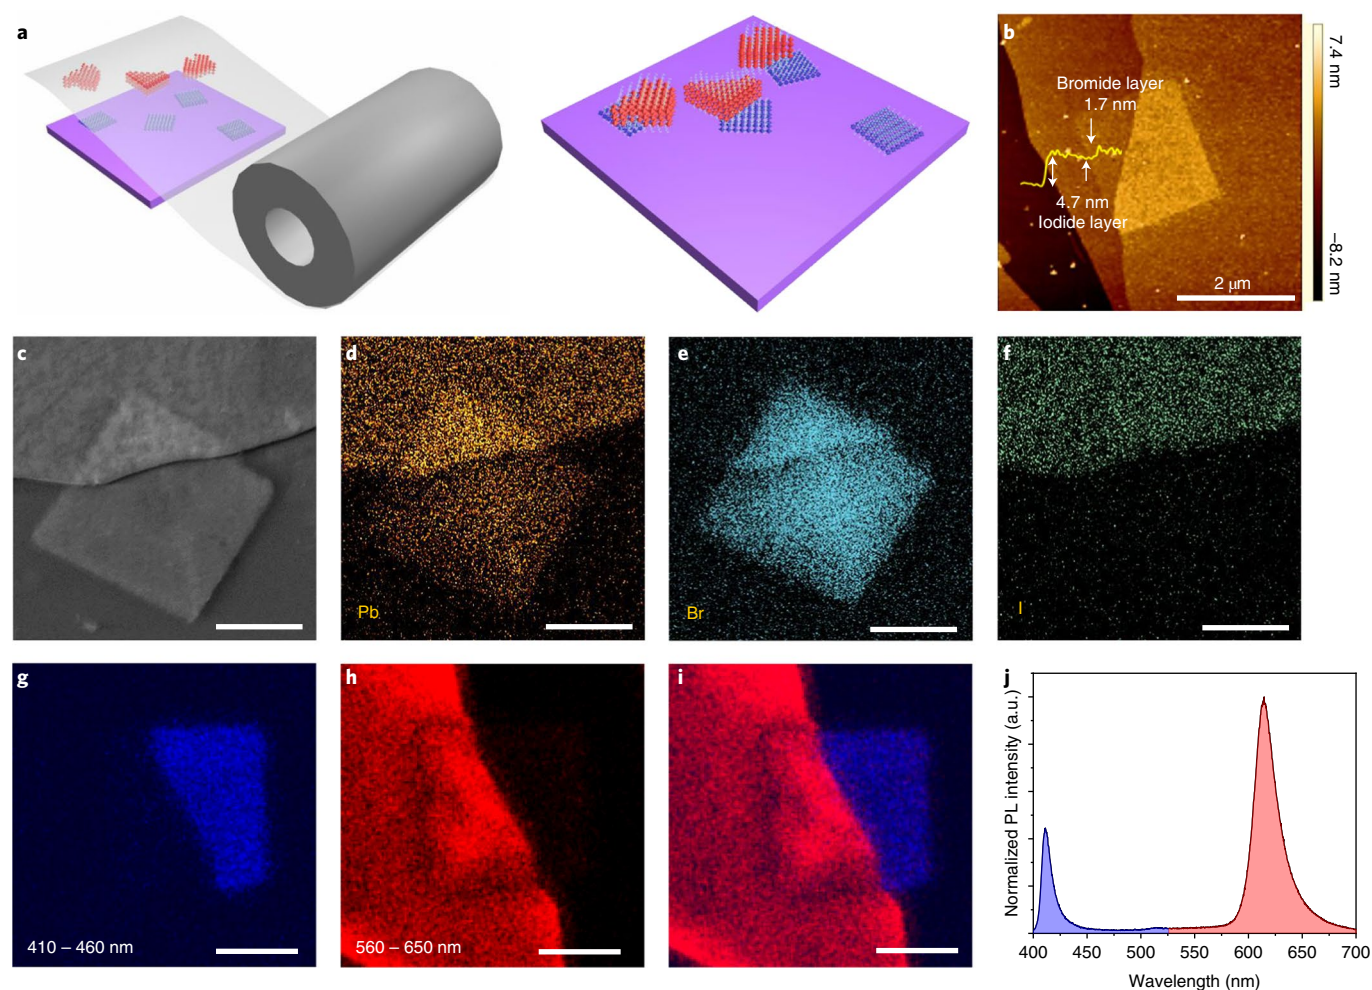 a
b
7.4 nm
Bromide layer
1.7 nm
4.7 nm
Iodide layer
–8.2 nm
2 μm
c
d
Pb
e
Br
f
I
g
410 – 460 nm
h
560 – 650 nm
i
j
Normalized PL intensity (a.u.)
400 450 500 550 600 650 700
Wavelength (nm)